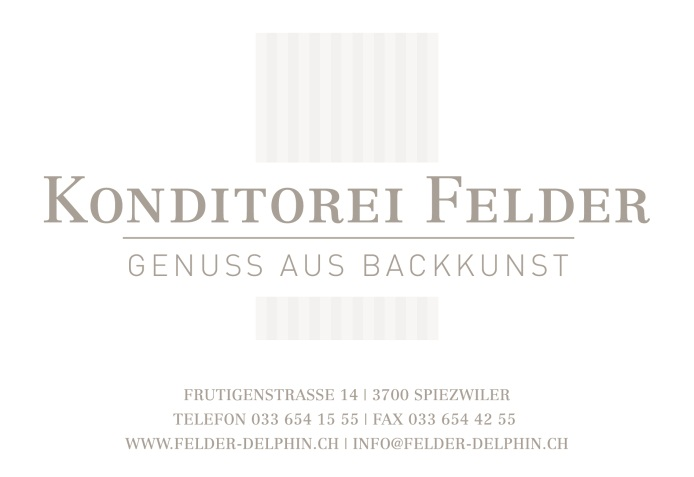 KONDITOREI FELDER
GENUSS AUS BACKKUNST
FRUTIGENSTRASSE 14 | 3700 SPIEZWILER
TELEFON 033 654 15 55 | FAX 033 654 42 55
WWW.FELDER-DELPHIN.CH | INFO@FELDER-DELPHIN.CH